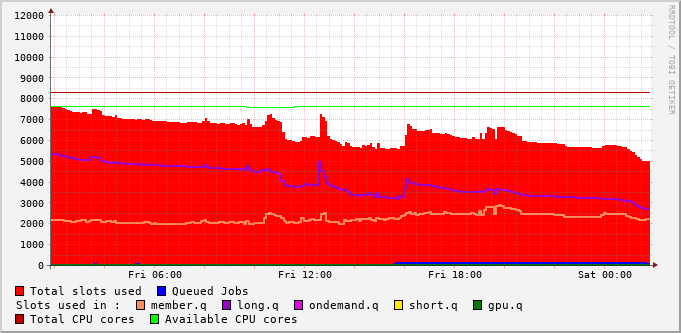 RRDTOOL / TOBI OETIKER
12000
11000
10000
9000
8000
7000
6000
5000
4000
3000
2000
1000
0
Fri 06:00 Fri 12:00 Fri 18:00 Sat 00:00
Total slots used Queued Jobs
Slots used in : member.q long.q ondemand.q short.q gpu.q
Total CPU cores Available CPU cores